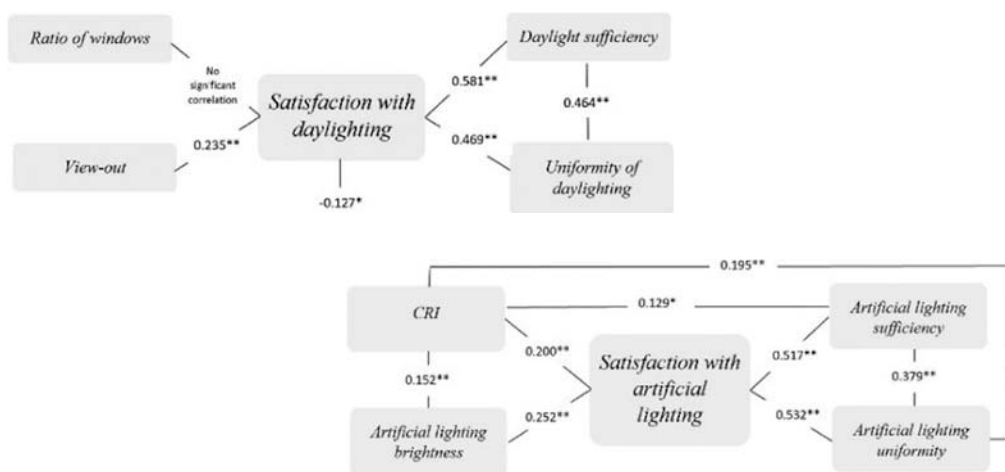 Ratio of windows
Daylight sufficiency
No
significant
correlation
0.581**
Satisfaction with
daylighting
0.464**
0.235**
0.469**
View-out
Uniformity of
daylighting
-0.127*
0.195**
CRI
0.129*
Artificial lighting
sufficiency
0.200**
Satisfaction with
artificial
lighting
0.517**
0.152**
0.379**
0.252**
0.532**
Artificial lighting
brightness
Artificial lighting
uniformity